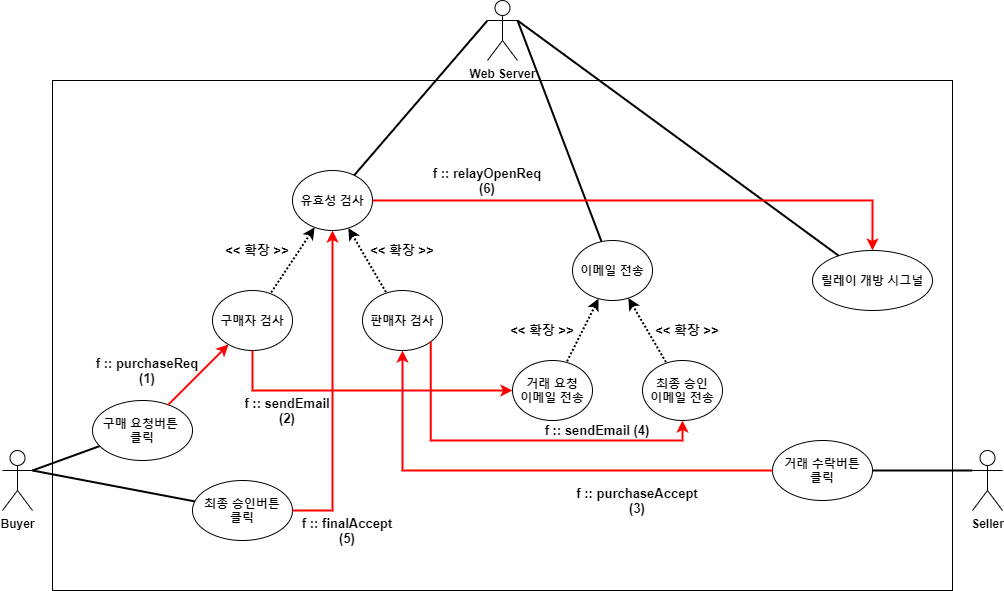 Web Server
f :: relayOpenReq
(6)
유효성 검사
<< 확장 >>
<< 확장 >>
이메일 전송
릴레이 개방 시그널
구매자 검사
판매자 검사
<< 확장 >>
<< 확장 >>
f :: purchaseReq
(1)
거래 요청
이메일 전송
최종 승인
이메일 전송
f :: sendEmail
(2)
구매 요청버튼
클릭
f :: sendEmail (4)
거래 수락버튼
클릭
f :: purchaseAccept
(3)
최종 승인버튼
클릭
f :: finalAccept
(5)
Buyer
Seller